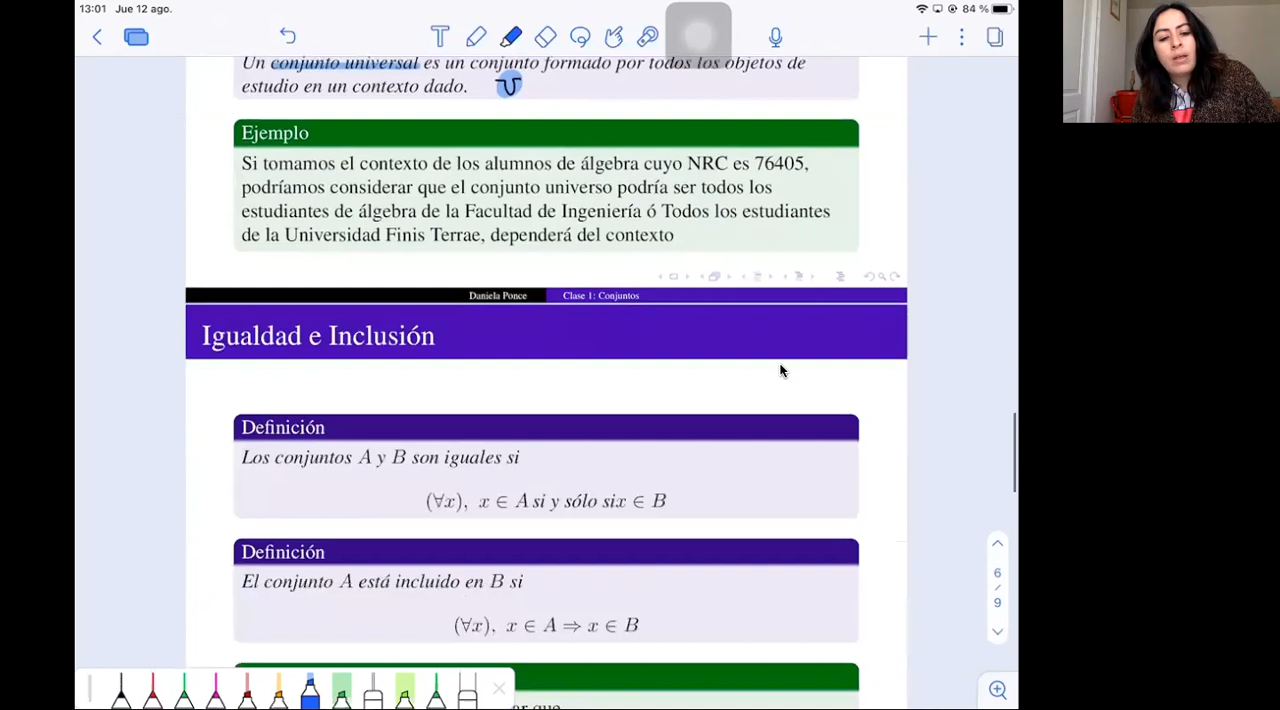 13:01 Jue 12 ago.
84 %
Un conjunto universal es un conjunto formado por todos los objetos de
estudio en un contexto dado. U
Ejemplo
Si tomamos el contexto de los alumnos de álgebra cuyo NRC es 76405,
podríamos considerar que el conjunto universo podría ser todos los
estudiantes de álgebra de la Facultad de Ingeniería ó Todos los estudiantes
de la Universidad Finis Terrae, dependerá del contexto
Daniela Ponce Clase 1: Conjuntos
Igualdad e Inclusión
Definición
Los conjuntos A y B son iguales si
(∀x), x ∈ A si y sólo six ∈ B
Definición
El conjunto A está incluido en B si
(∀x), x ∈ A ⇒ x ∈ B
6
/
9
ar que